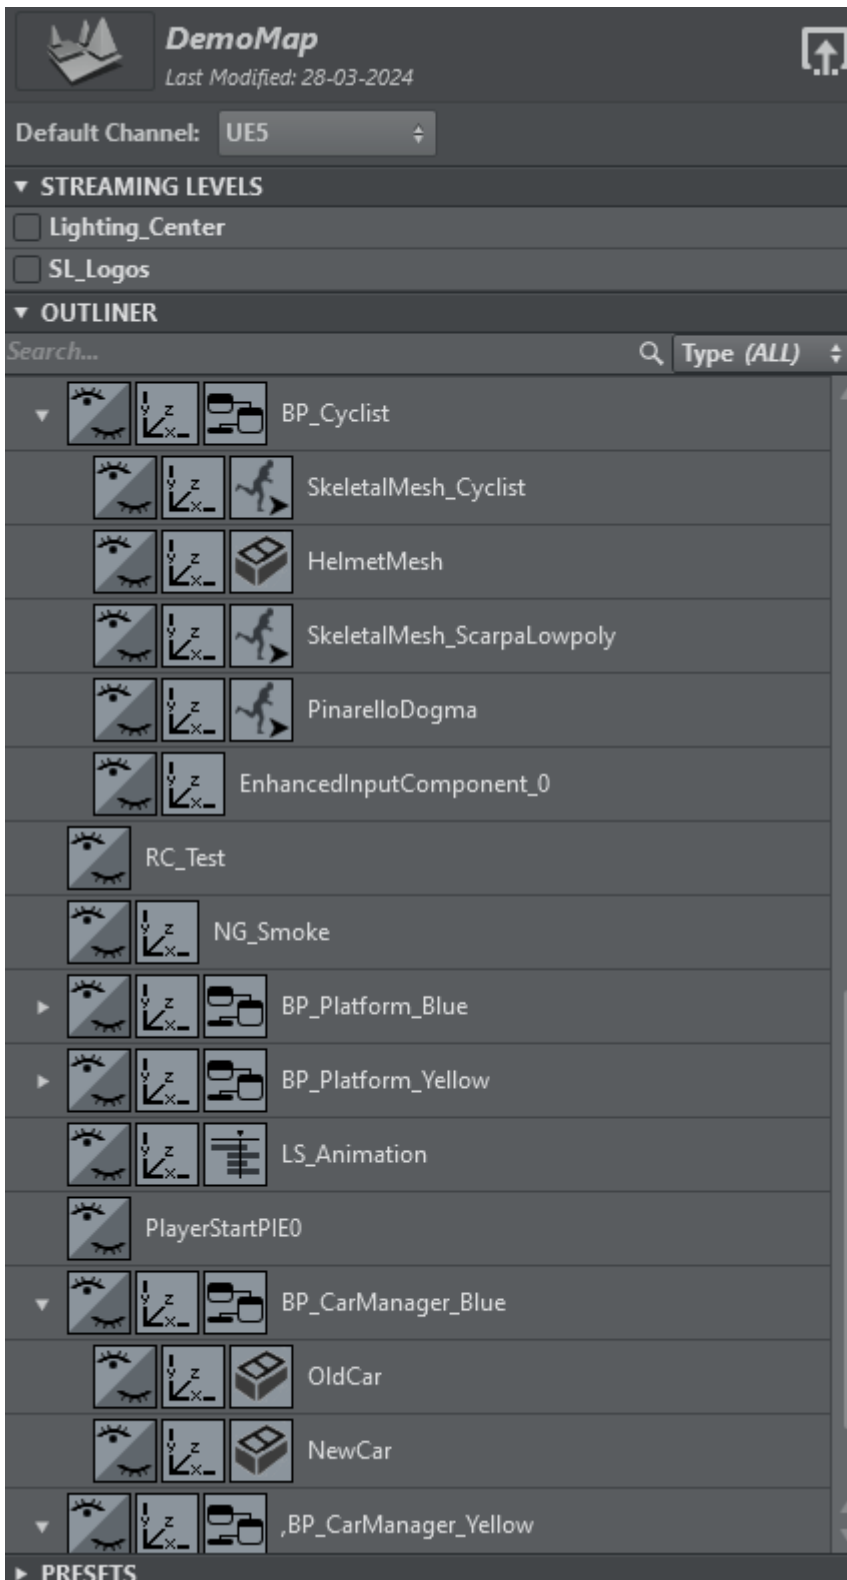 DemoMap
Last Modified: 28-03-2024
Default Channel: UE5
STREAMING LEVELS
Lighting_Center
SL_Logos
OUTLINER
Search... Type (ALL)
BP_Cyclist
SkeletalMesh_Cyclist
HelmetMesh
SkeletalMesh_ScarpaLowpoly
PinarelloDogma
EnhancedInputComponent_0
RC_Test
NG_Smoke
BP_Platform_Blue
BP_Platform_Yellow
LS_Animation
PlayerStartPIE0
BP_CarManager_Blue
OldCar
NewCar
,BP_CarManager_Yellow
PRESETS